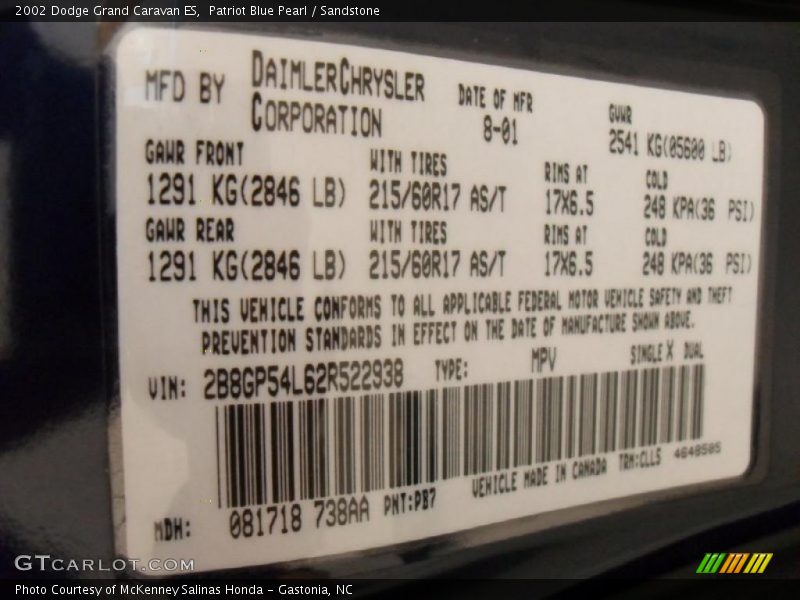 2002 Dodge Grand Caravan ES, Patriot Blue Pearl / Sandstone
MFD BY DAIMLERCHRYSLER CORPORATION DATE OF MFR 8-01 GVWR 2541 KG(05600 LB)
GAWR FRONT WITH TIRES RIMS AT COLD
1291 KG(2846 LB) 215/60R17 AS/T 17X6.5 248 KPA(36 PSI)
GAWR REAR WITH TIRES RIMS AT COLD
1291 KG(2846 LB) 215/60R17 AS/T 17X6.5 248 KPA(36 PSI)
THIS VEHICLE CONFORMS TO ALL APPLICABLE FEDERAL MOTOR VEHICLE SAFETY AND THEFT
PREVENTION STANDARDS IN EFFECT ON THE DATE OF MANUFACTURE SHOWN ABOVE.
VIN: 2B8GP54L62R522938 TYPE: MPV SINGLE X DUAL
MDH: 081718 738AA PNT:PB7 VEHICLE MADE IN CANADA TRM:CLL5 4648505
GTCARLOT.COM
Photo Courtesy of McKenney Salinas Honda - Gastonia, NC